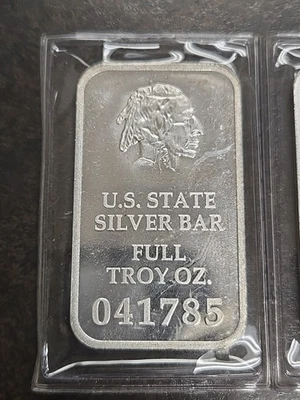 U.S. STATE
SILVER BAR
FULL
TROY OZ.
041785